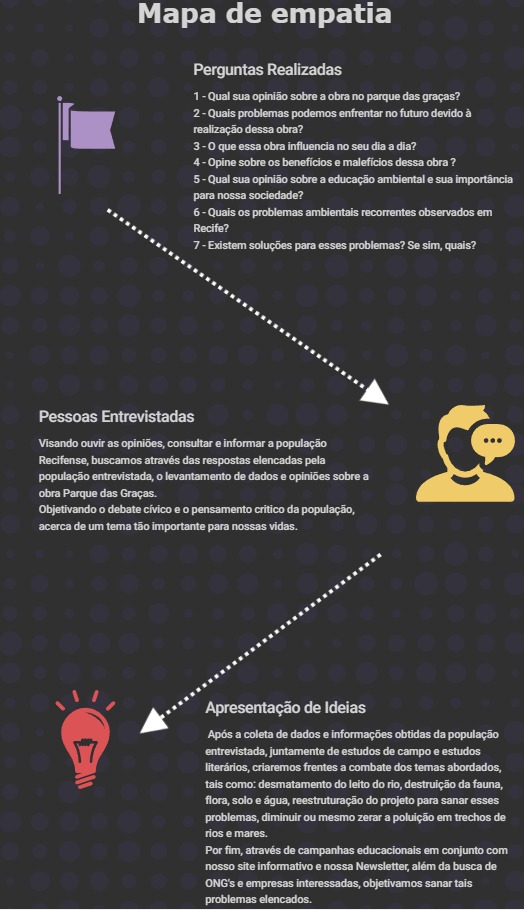 Mapa de empatia
Perguntas Realizadas
1 - Qual sua opinião sobre a obra no parque das graças?
2 - Quais problemas podemos enfrentar no futuro devido à
realização dessa obra?
3 - O que essa obra influencia no seu dia a dia?
4 - Opine sobre os benefícios e malefícios dessa obra ?
5 - Qual sua opinião sobre a educação ambiental e sua importância
para nossa sociedade?
6 - Quais os problemas ambientais recorrentes observados em
Recife?
7 - Existem soluções para esses problemas? Se sim, quais?
Pessoas Entrevistadas
Visando ouvir as opiniões, consultar e informar a população
Recifense, buscamos através das respostas elencadas pela
população entrevistada, o levantamento de dados e opiniões sobre a
obra Parque das Graças.
Objetivando o debate cívico e o pensamento critico da população,
acerca de um tema tão importante para nossas vidas.
Apresentação de Ideias
Após a coleta de dados e informações obtidas da população
entrevistada, juntamente de estudos de campo e estudos
literários, criaremos frentes a combate dos temas abordados,
tais como: desmatamento do leito do rio, destruição da fauna,
flora, solo e água, reestruturação do projeto para sanar esses
problemas, diminuir ou mesmo zerar a poluição em trechos de
rios e mares.
Por fim, através de campanhas educacionais em conjunto com
nosso site informativo e nossa Newsletter, além da busca de
ONG's e empresas interessadas, objetivamos sanar tais
problemas elencados.